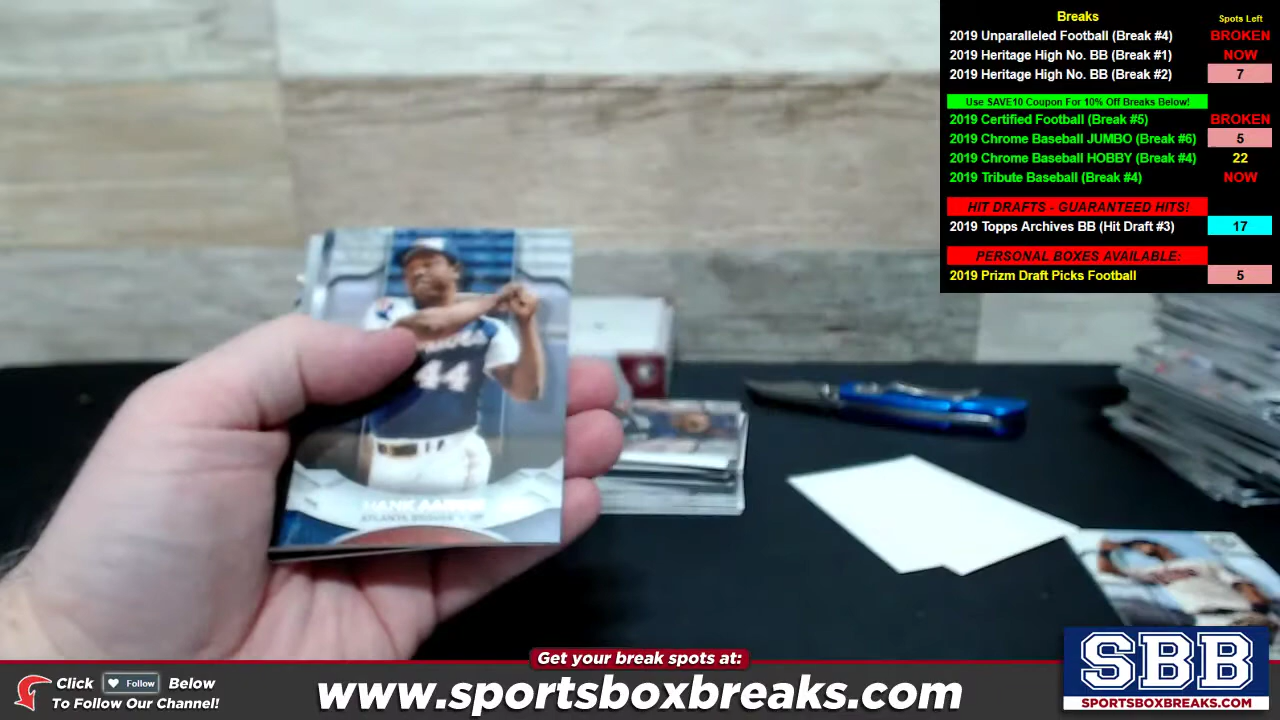 Breaks Spots Left
2019 Unparalleled Football (Break #4) BROKEN
2019 Heritage High No. BB (Break #1) NOW
2019 Heritage High No. BB (Break #2) 7
Use SAVE10 Coupon For 10% Off Breaks Below!
2019 Certified Football (Break #5) BROKEN
2019 Chrome Baseball JUMBO (Break #6) 5
2019 Chrome Baseball HOBBY (Break #4) 22
2019 Tribute Baseball (Break #4) NOW
HIT DRAFTS - GUARANTEED HITS!
2019 Topps Archives BB (Hit Draft #3) 17
PERSONAL BOXES AVAILABLE:
2019 Prizm Draft Picks Football 5
44
HANK AARON
Get your break spots at:
Click Follow Below
To Follow Our Channel!
www.sportsboxbreaks.com
SBB
SPORTSBOXBREAKS.COM